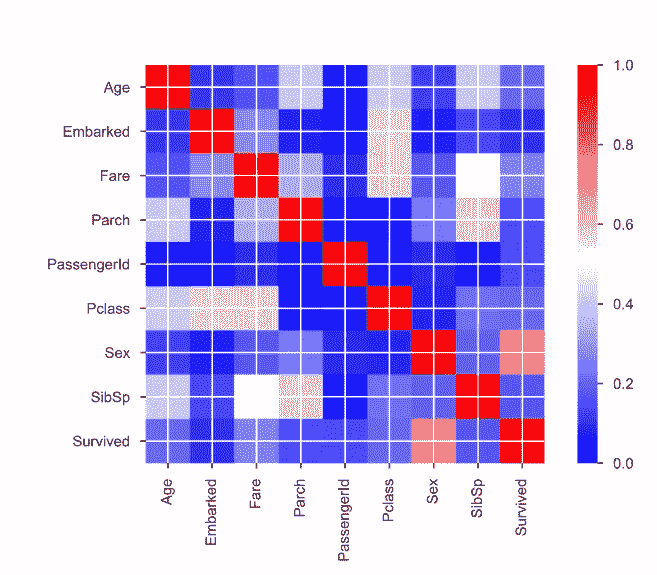 Age
Embarked
Fare
Parch
PassengerId
Pclass
Sex
SibSp
Survived
Age
Embarked
Fare
Parch
PassengerId
Pclass
Sex
SibSp
Survived
1.0
0.8
0.6
0.4
0.2
0.0